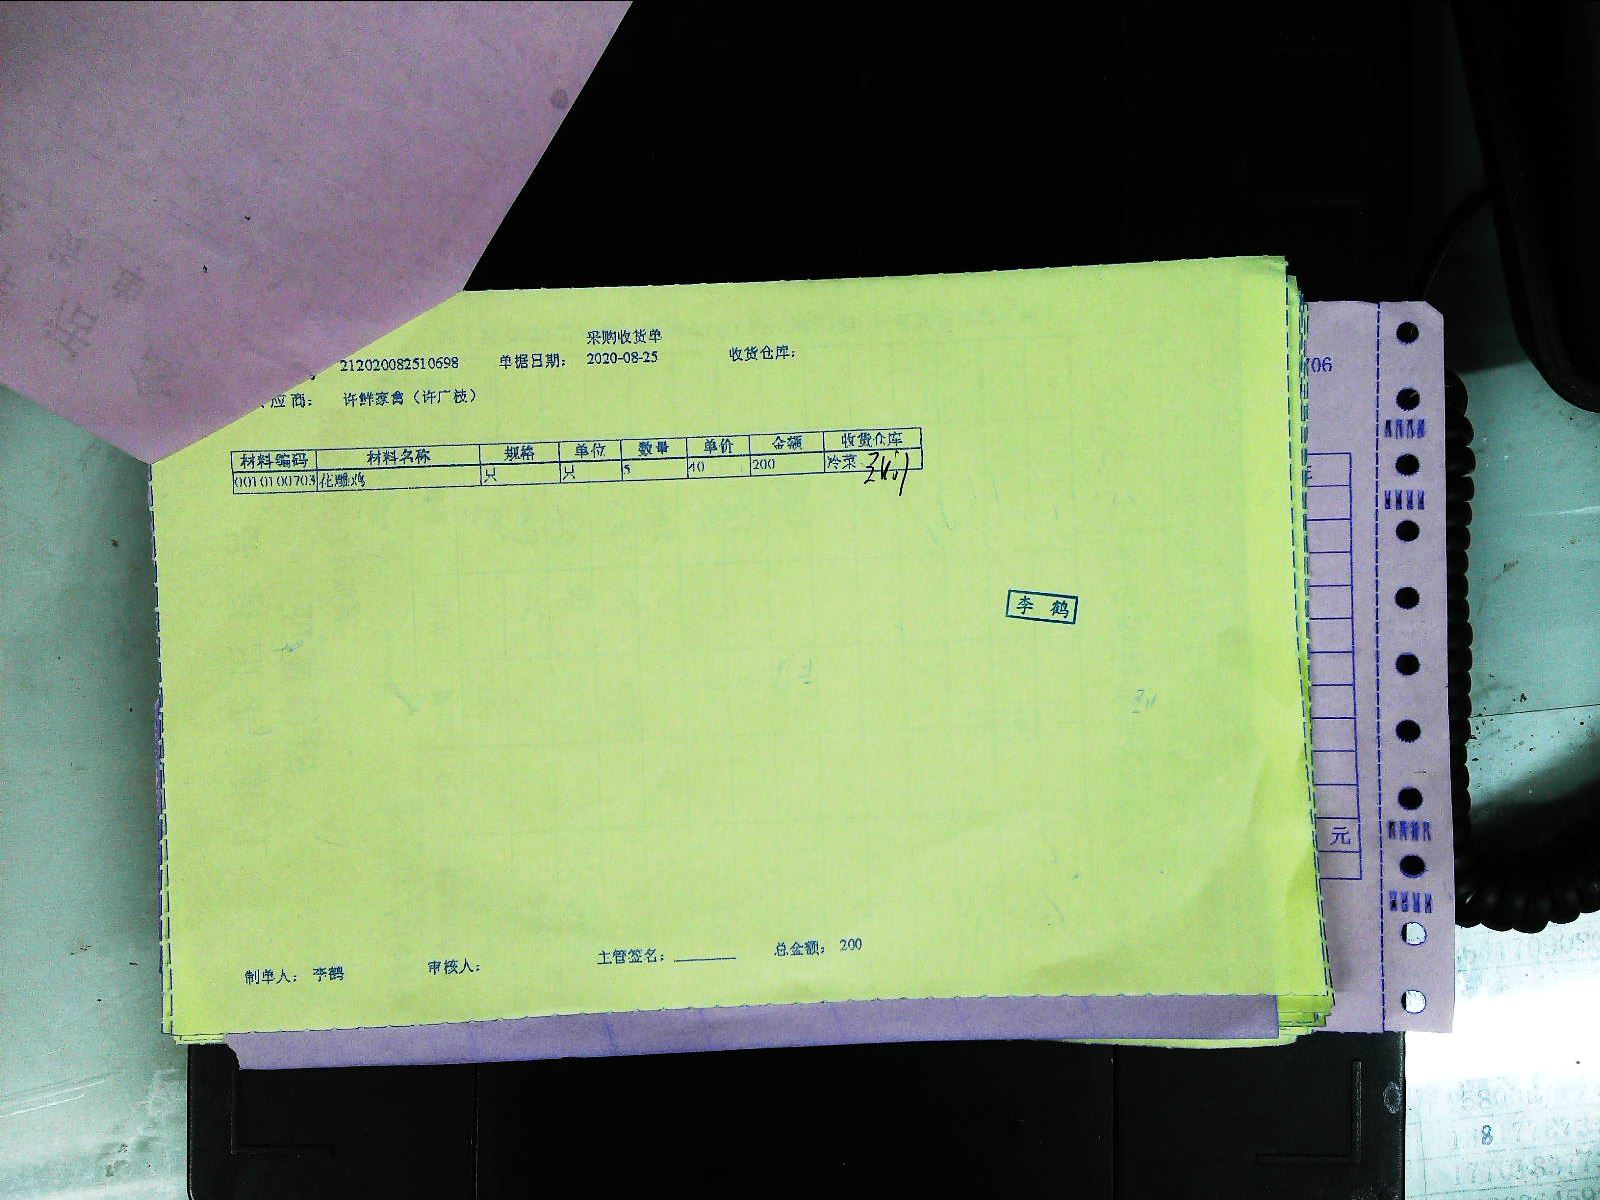 采购收货单
212020082510698 单据日期: 2020-08-25 收货仓库:
应商: 许鲜家禽(许广枝)
材料编码 材料名称 规格 单位 数量 单价 金额 收货仓库
0010100703 花雕鸡 只 只 5 40 200 冷菜
李鹤
制单人: 李鹤 审核人: 主管签名: 总金额: 200
706
元